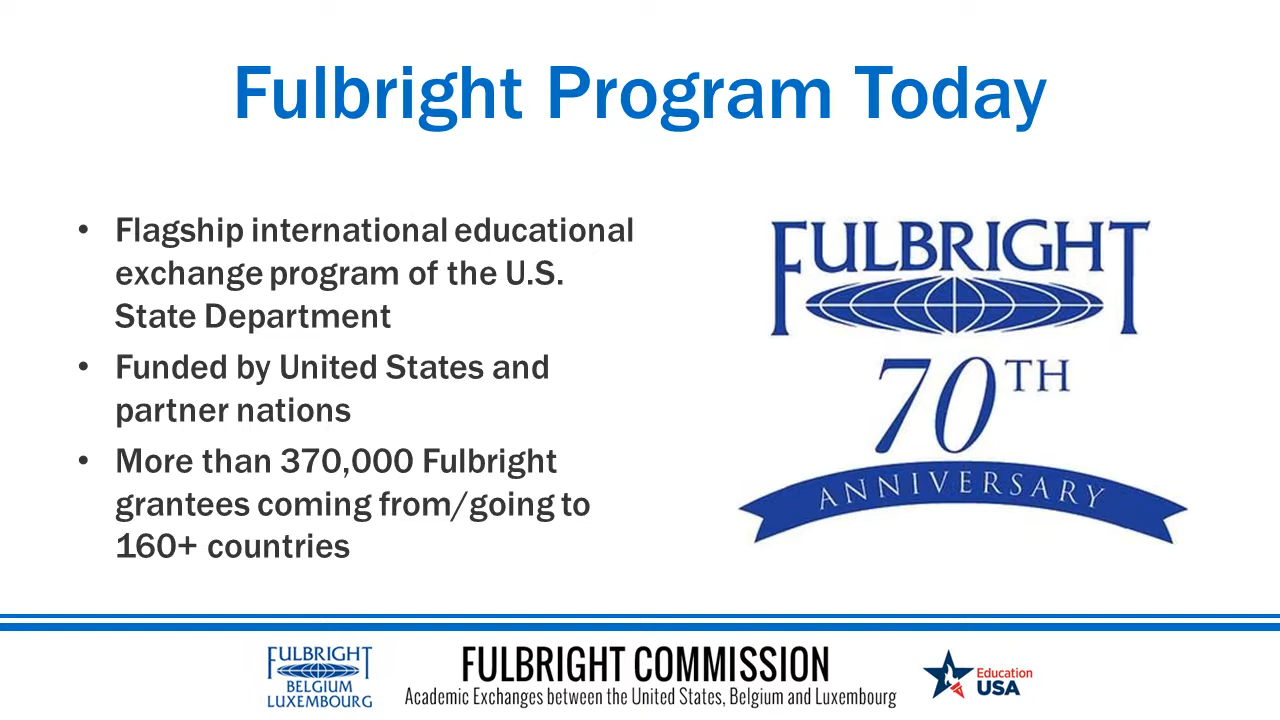 Fulbright Program Today
• Flagship international educational
exchange program of the U.S.
State Department
• Funded by United States and
partner nations
• More than 370,000 Fulbright
grantees coming from/going to
160+ countries
FULBRIGHT
70TH
ANNIVERSARY
FULBRIGHT
BELGIUM
LUXEMBOURG
FULBRIGHT COMMISSION
Academic Exchanges between the United States, Belgium and Luxembourg
Education
USA